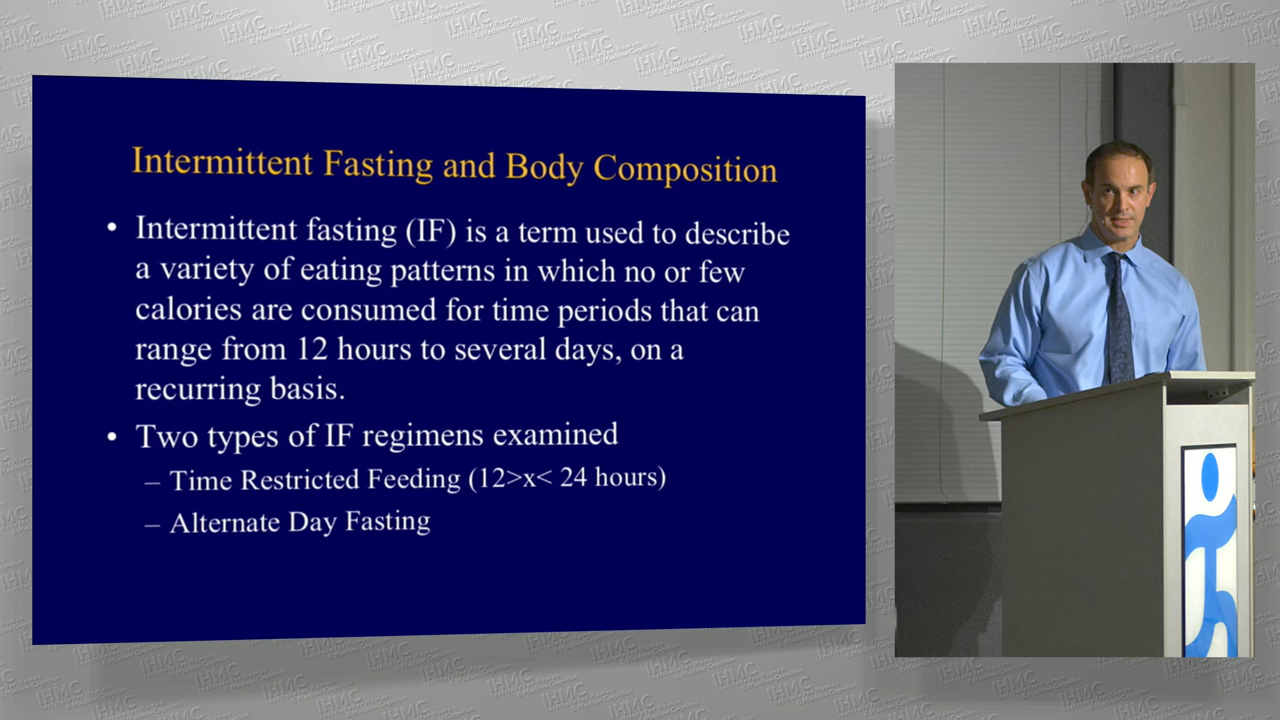 Intermittent Fasting and Body Composition
• Intermittent fasting (IF) is a term used to describe
a variety of eating patterns in which no or few
calories are consumed for time periods that can
range from 12 hours to several days, on a
recurring basis.
• Two types of IF regimens examined
– Time Restricted Feeding (12>x< 24 hours)
– Alternate Day Fasting
IHMC